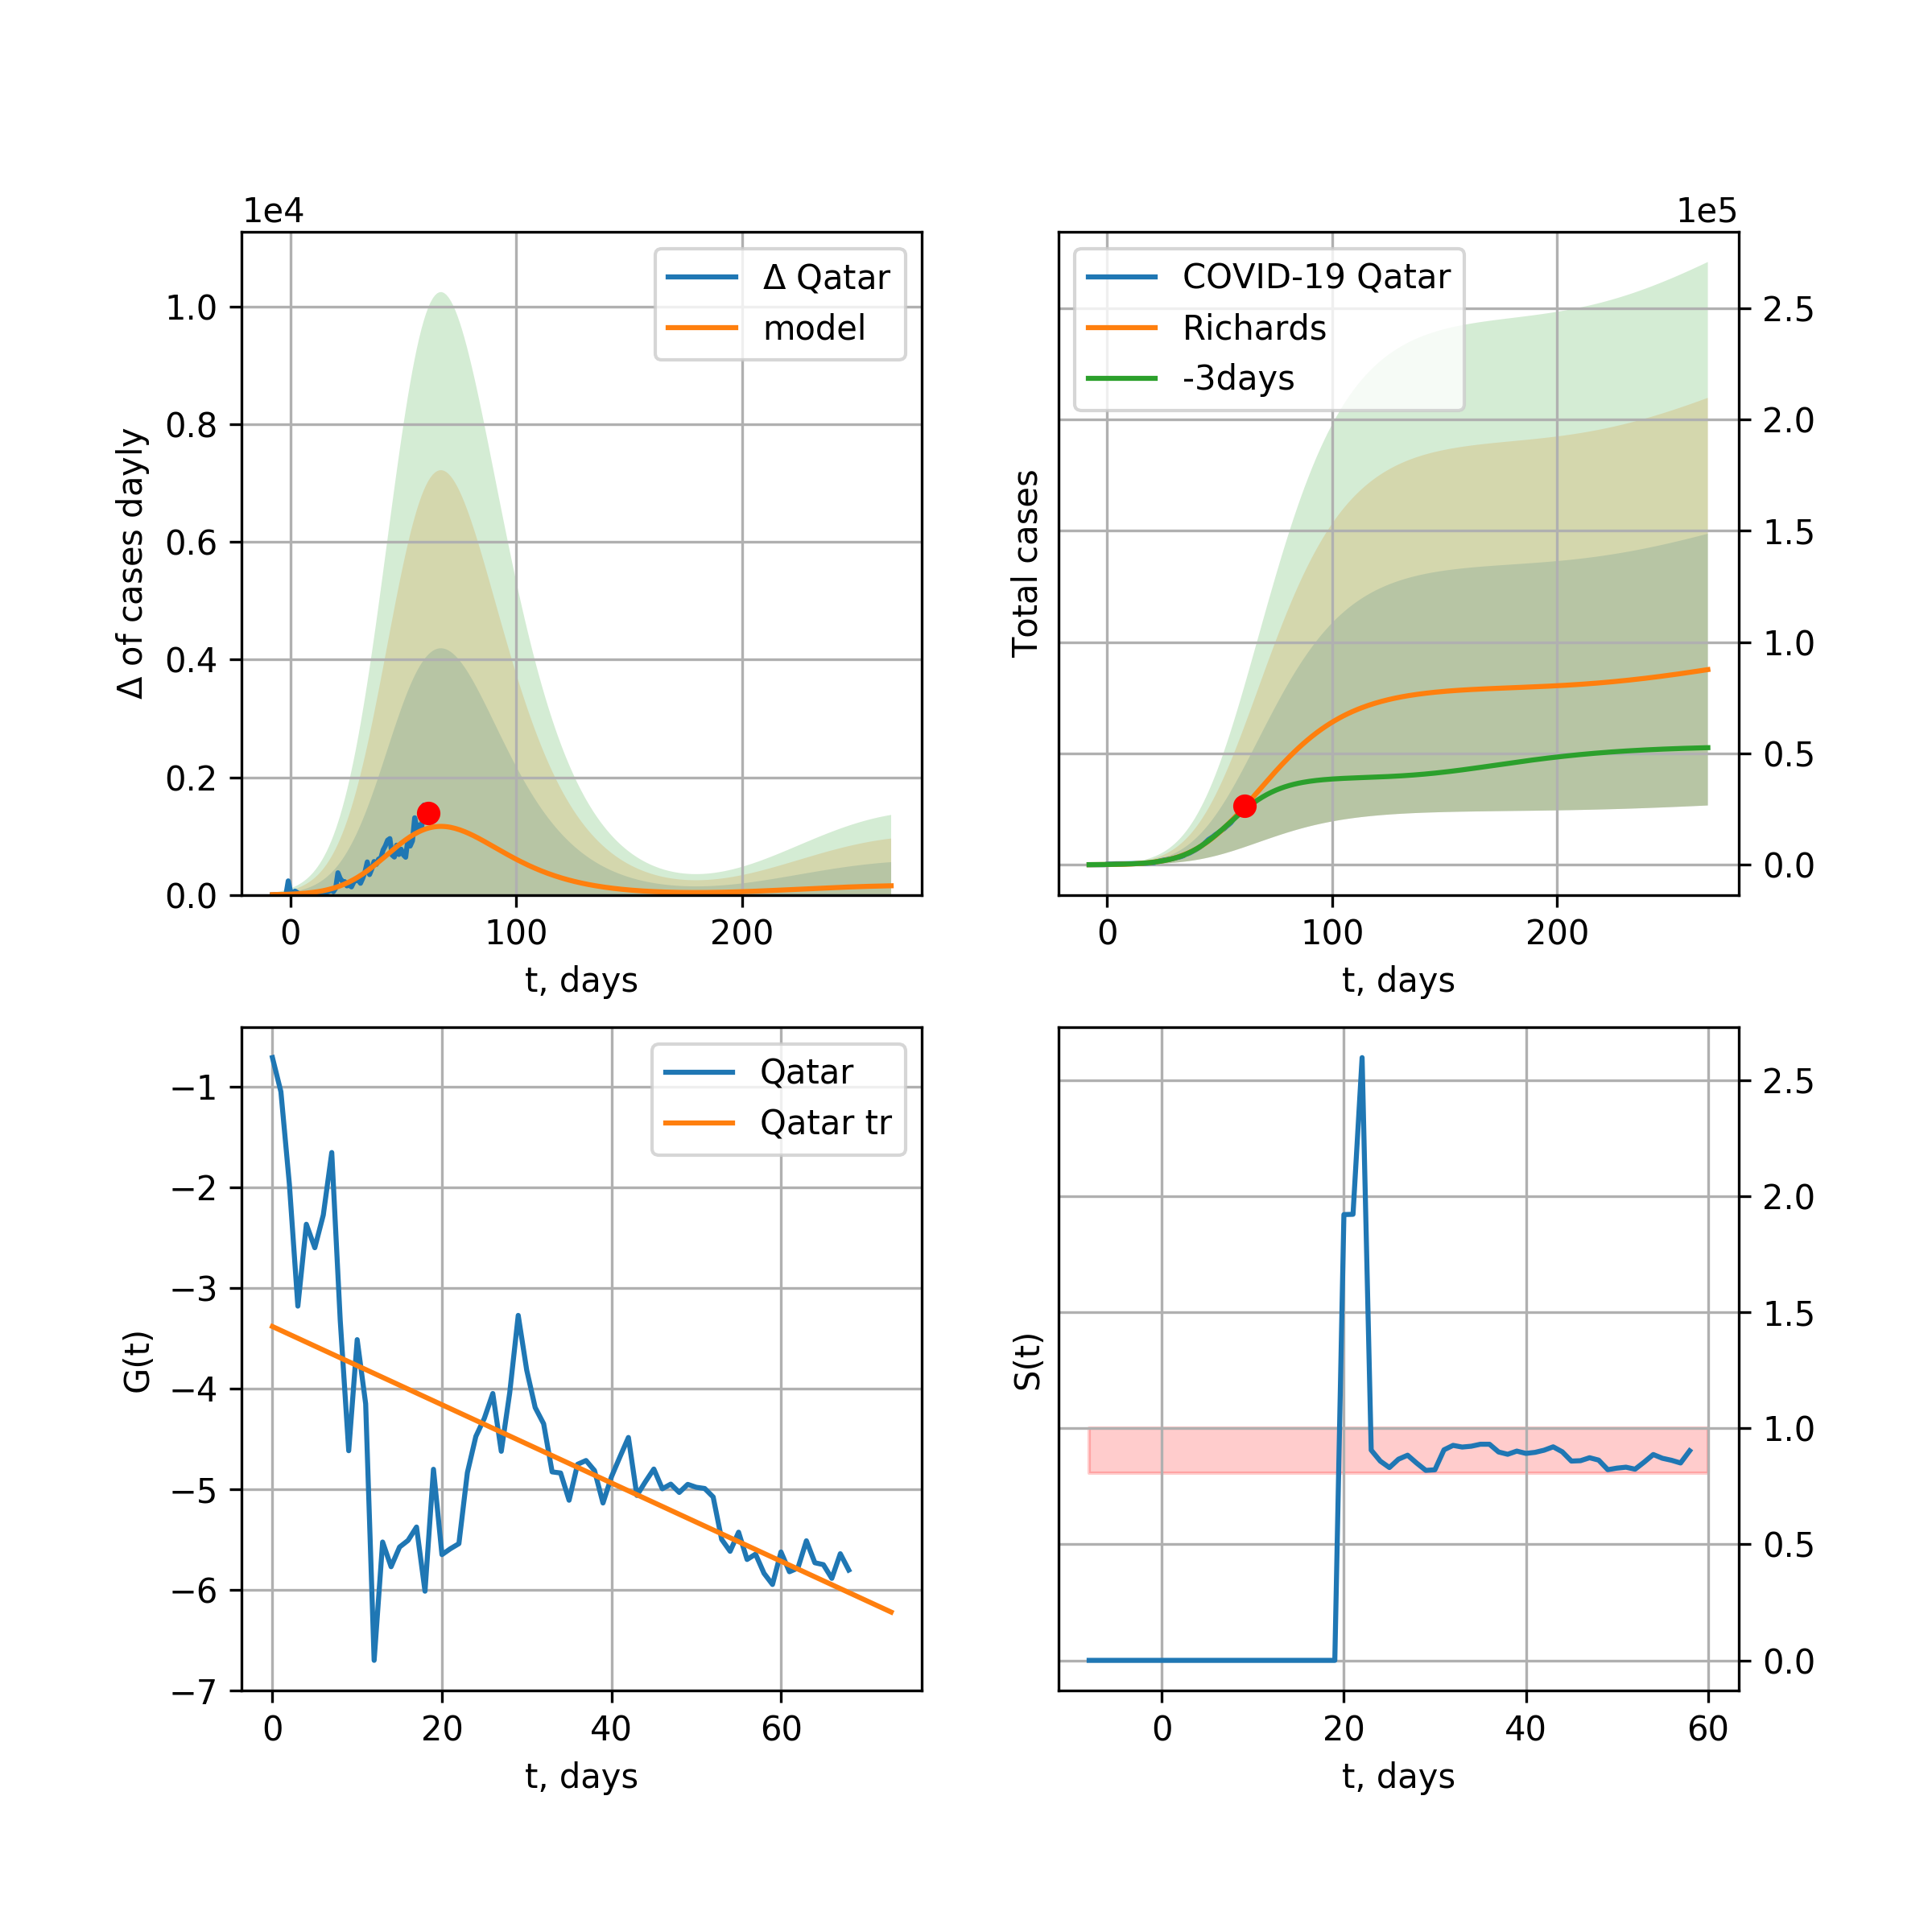 1e4
Δ Qatar
model
1.0
0.8
0.6
0.4
0.2
0.0
Δ of cases dayly
0 100 200
t, days
1e5
COVID-19 Qatar
Richards
-3days
2.5
2.0
1.5
1.0
0.5
0.0
Total cases
0 100 200
t, days
Qatar
Qatar tr
−1
−2
−3
−4
−5
−6
−7
G(t)
0 20 40 60
t, days
2.5
2.0
1.5
1.0
0.5
0.0
S(t)
0 20 40 60
t, days